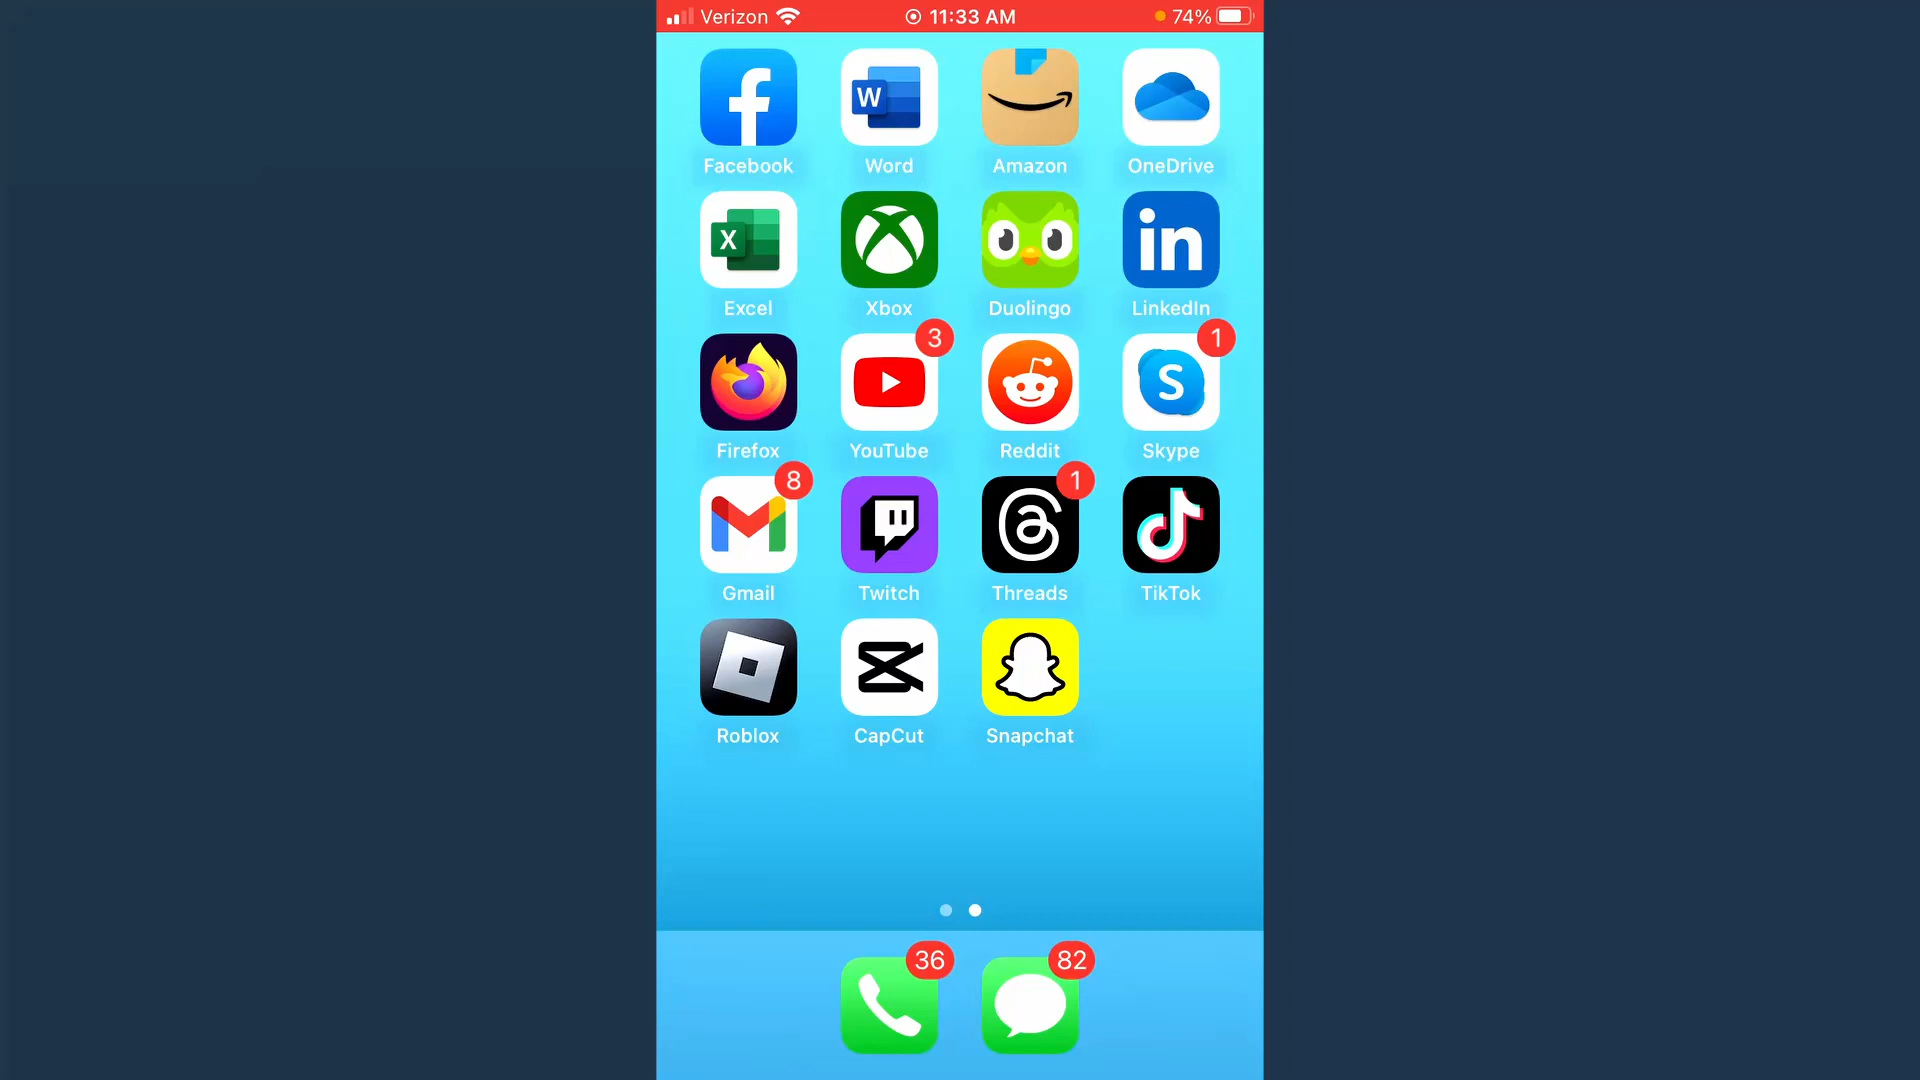 Verizon 11:33 AM 74%
Facebook Word Amazon OneDrive
Excel Xbox Duolingo LinkedIn
3 1
Firefox YouTube Reddit Skype
8 1
Gmail Twitch Threads TikTok
Roblox CapCut Snapchat
36 82